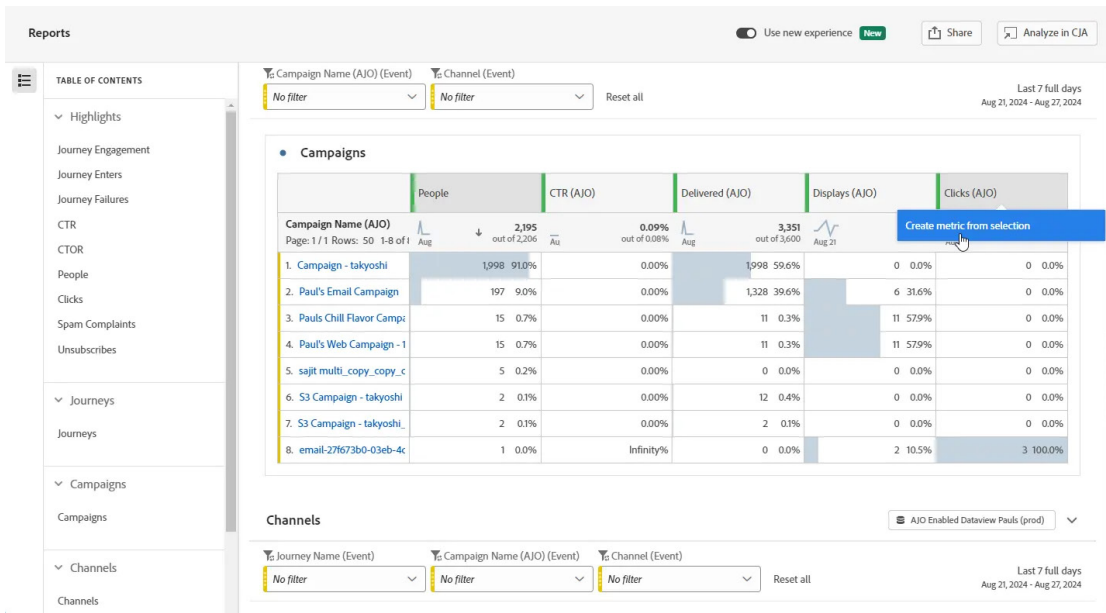 Reports
Use new experience New
Share
Analyze in CJA
TABLE OF CONTENTS
Highlights
Journey Engagement
Journey Enters
Journey Failures
CTR
CTOR
People
Clicks
Spam Complaints
Unsubscribes
Journeys
Journeys
Campaigns
Campaigns
Channels
Channels
Campaign Name (AJO) (Event) Channel (Event)
No filter No filter Reset all
Last 7 full days
Aug 21, 2024 - Aug 27, 2024
Campaigns
People CTR (AJO) Delivered (AJO) Displays (AJO) Clicks (AJO)
Create metric from selection
Campaign Name (AJO) 2,195 0.09% 3,351
Page: 1 / 1 Rows: 50 1-8 of Aug out of 2,206 Au out of 0.08% Aug out of 3,600 Aug 21
1. Campaign - takyoshi 1,998 91.0% 0.00% 1,998 59.6% 0 0.0% 0 0.0%
2. Paul's Email Campaign 197 9.0% 0.00% 1,328 39.6% 6 31.6% 0 0.0%
3. Pauls Chill Flavor Campa 15 0.7% 0.00% 11 0.3% 11 57.9% 0 0.0%
4. Paul's Web Campaign - 1 15 0.7% 0.00% 11 0.3% 11 57.9% 0 0.0%
5. sajit multi_copy_copy_c 5 0.2% 0.00% 0 0.0% 0 0.0% 0 0.0%
6. S3 Campaign - takyoshi 2 0.1% 0.00% 12 0.4% 0 0.0% 0 0.0%
7. S3 Campaign - takyoshi_ 2 0.1% 0.00% 2 0.1% 0 0.0% 0 0.0%
8. email-27f673b0-03eb-4c 1 0.0% Infinity% 0 0.0% 2 10.5% 3 100.0%
Channels
AJO Enabled Dataview Pauls (prod)
Journey Name (Event) Campaign Name (AJO) (Event) Channel (Event)
No filter No filter No filter Reset all
Last 7 full days
Aug 21, 2024 - Aug 27, 2024